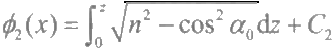 ϕ₂(x) = ∫₀ᶻ √(n² − cos² α₀) dz + C₂